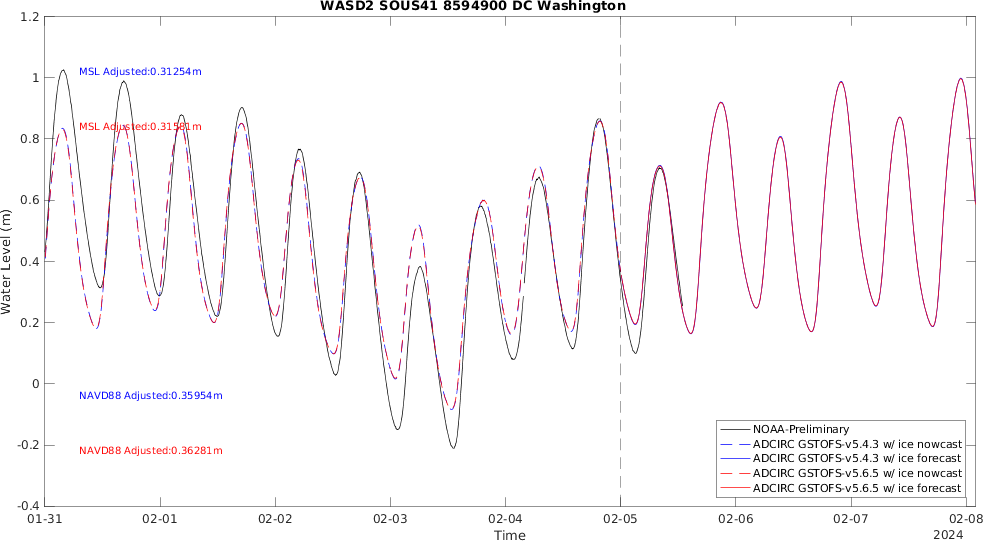 WASD2 SOUS41 8594900 DC Washington
1.2
1
0.8
0.6
0.4
0.2
0
-0.2
-0.4
Water Level (m)
MSL Adjusted:0.31254m
MSL Adjusted:0.31581m
NAVD88 Adjusted:0.35954m
NAVD88 Adjusted:0.36281m
NOAA-Preliminary
ADCIRC GSTOFS-v5.4.3 w/ ice nowcast
ADCIRC GSTOFS-v5.4.3 w/ ice forecast
ADCIRC GSTOFS-v5.6.5 w/ ice nowcast
ADCIRC GSTOFS-v5.6.5 w/ ice forecast
01-31 02-01 02-02 02-03 02-04 02-05 02-06 02-07 02-08
Time
2024